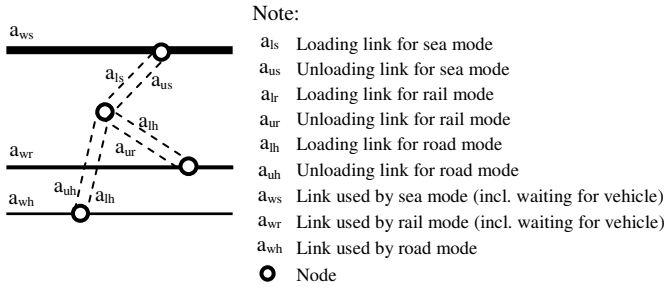 Note:
a_ws
a_ls
a_us
a_lh
a_ur
a_wr
a_uh
a_lh
a_wh
a_ls Loading link for sea mode
a_us Unloading link for sea mode
a_lr Loading link for rail mode
a_ur Unloading link for rail mode
a_lh Loading link for road mode
a_uh Unloading link for road mode
a_ws Link used by sea mode (incl. waiting for vehicle)
a_wr Link used by rail mode (incl. waiting for vehicle)
a_wh Link used by road mode
Node